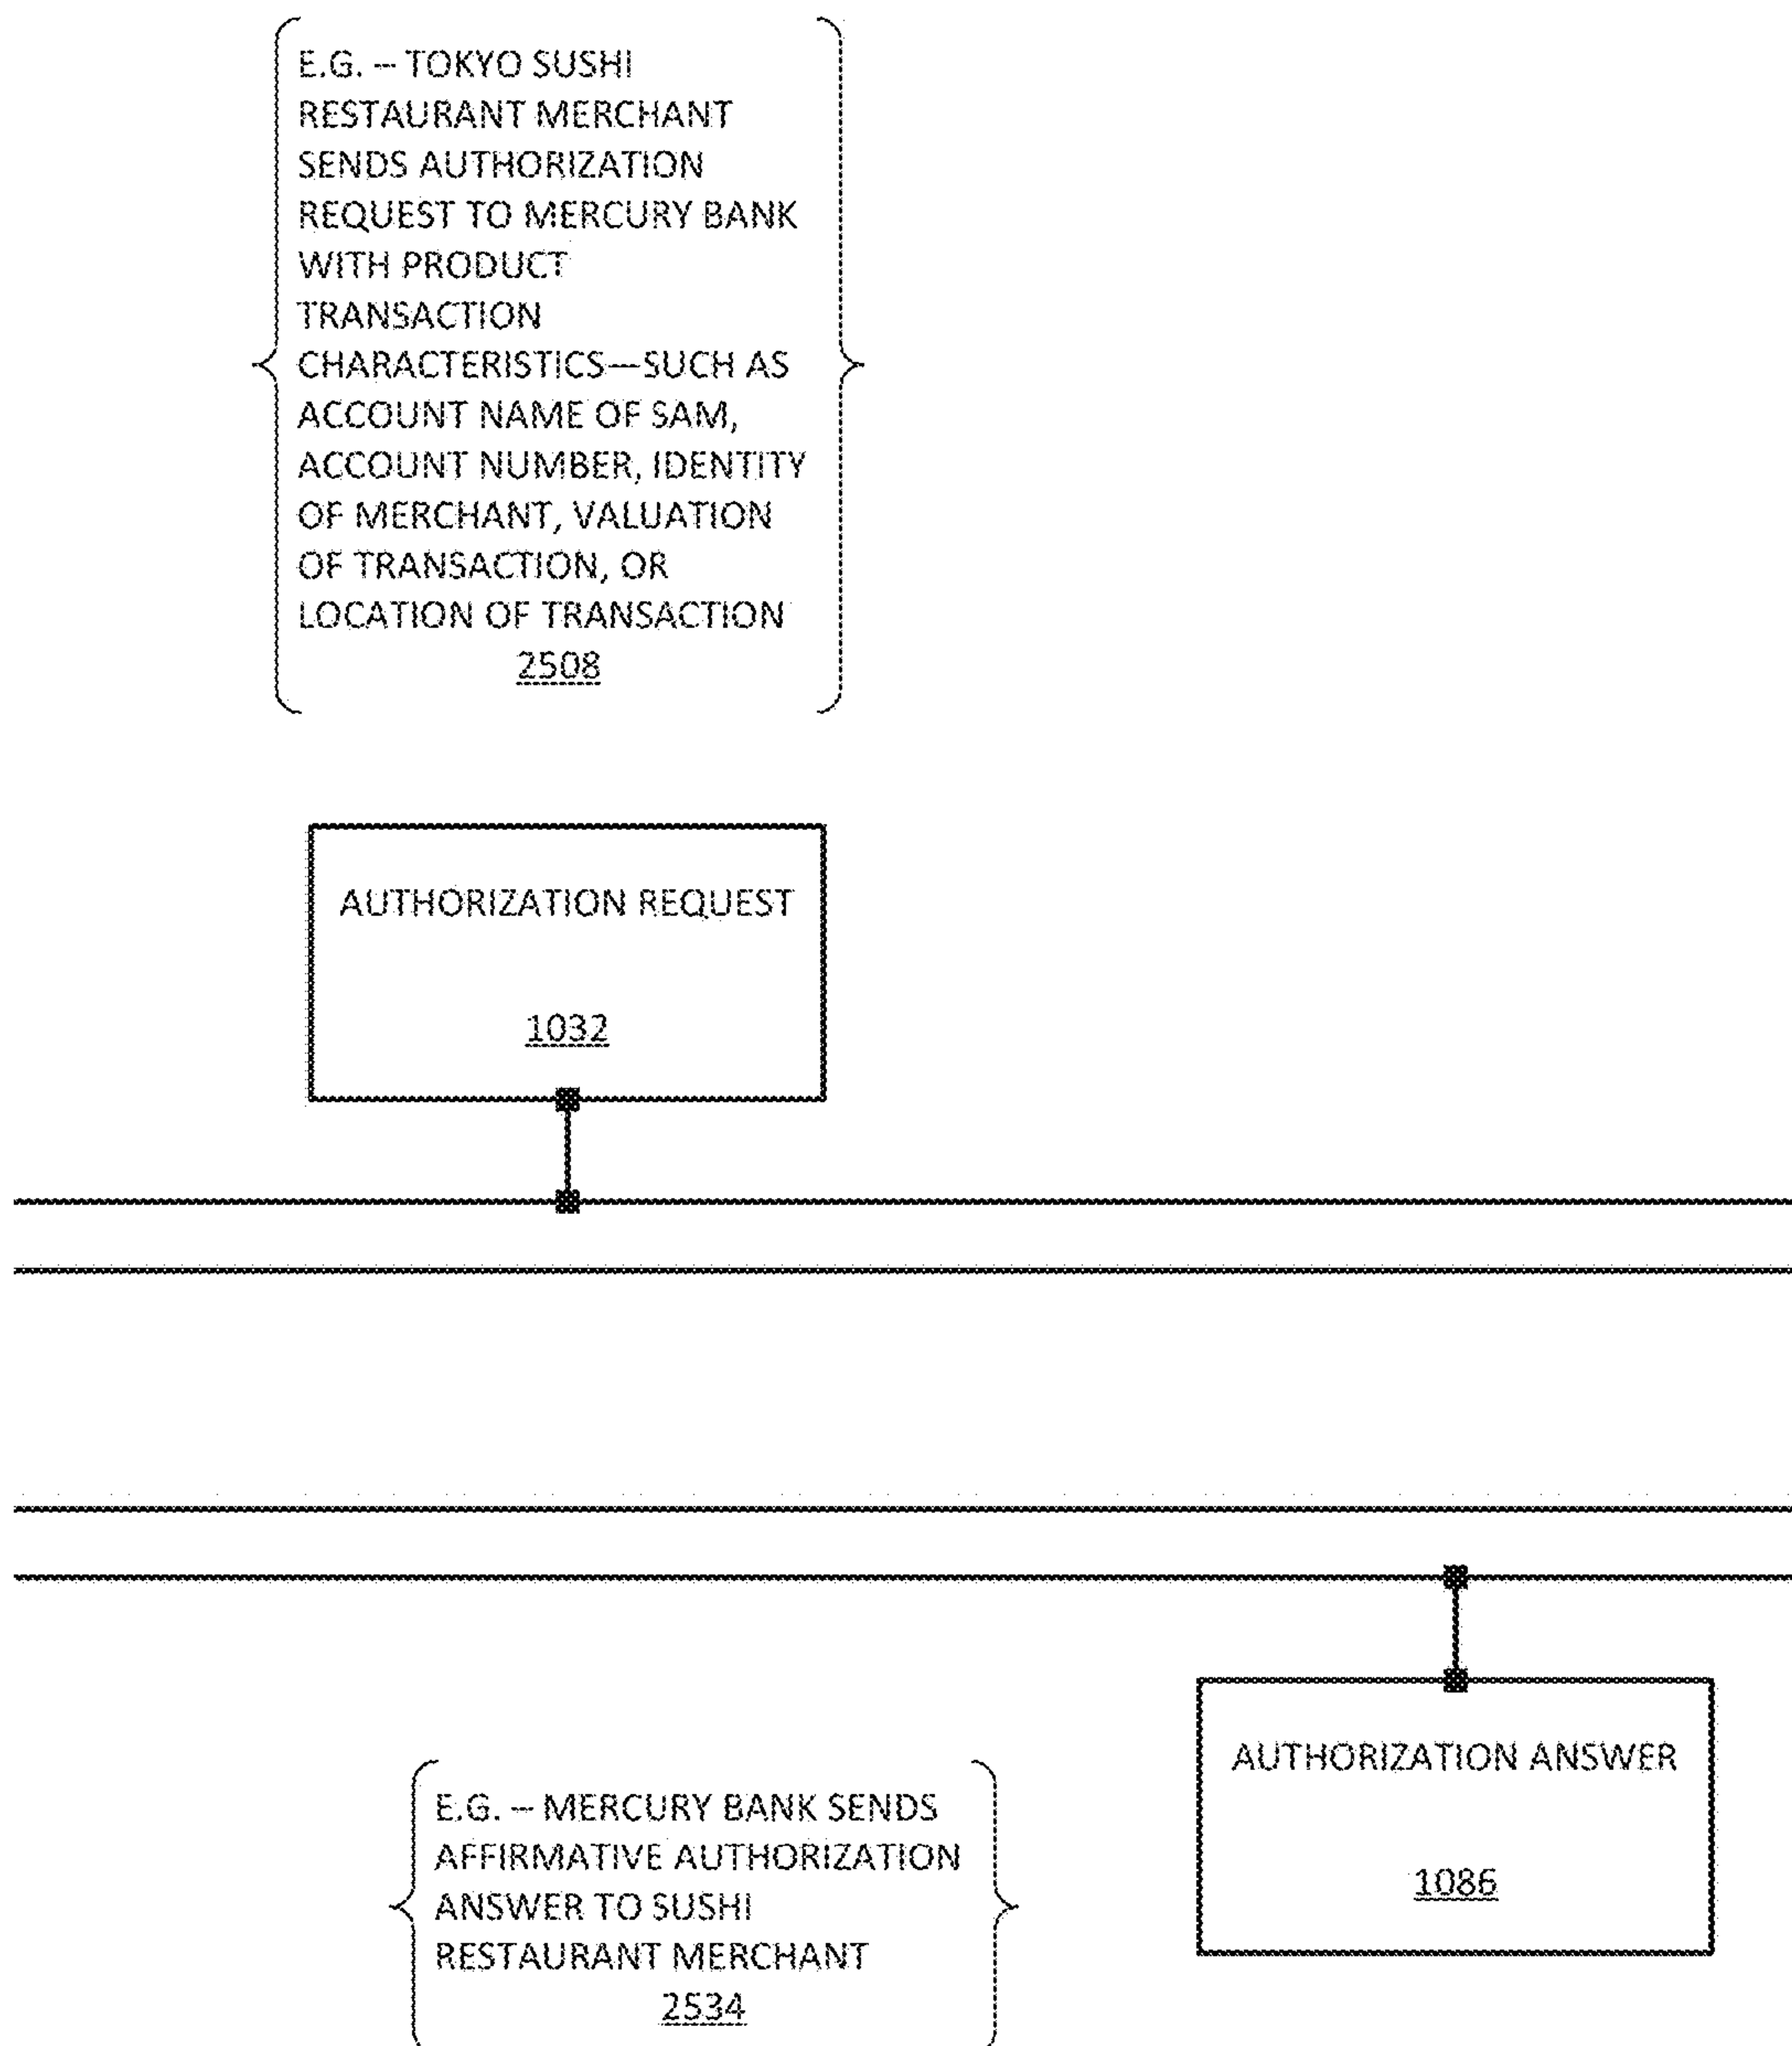 E.G. – TOKYO SUSHI
RESTAURANT MERCHANT
SENDS AUTHORIZATION
REQUEST TO MERCURY BANK
WITH PRODUCT
TRANSACTION
CHARACTERISTICS—SUCH AS
ACCOUNT NAME OF SAM,
ACCOUNT NUMBER, IDENTITY
OF MERCHANT, VALUATION
OF TRANSACTION, OR
LOCATION OF TRANSACTION
2508
AUTHORIZATION REQUEST
1032
AUTHORIZATION ANSWER
1086
E.G. – MERCURY BANK SENDS
AFFIRMATIVE AUTHORIZATION
ANSWER TO SUSHI
RESTAURANT MERCHANT
2534